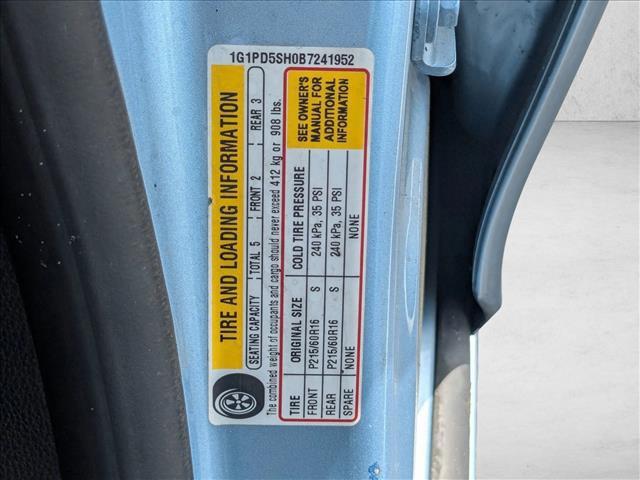 1G1PD5SH0B7241952
TIRE AND LOADING INFORMATION
SEATING CAPACITY | TOTAL 5 | FRONT 2 | REAR 3
The combined weight of occupants and cargo should never exceed 412 kg or 908 lbs.
TIRE ORIGINAL SIZE COLD TIRE PRESSURE
FRONT P215/60R16 S 240 kPa, 35 PSI
REAR P215/60R16 S 240 kPa, 35 PSI
SPARE NONE NONE
SEE OWNER'S
MANUAL FOR
ADDITIONAL
INFORMATION